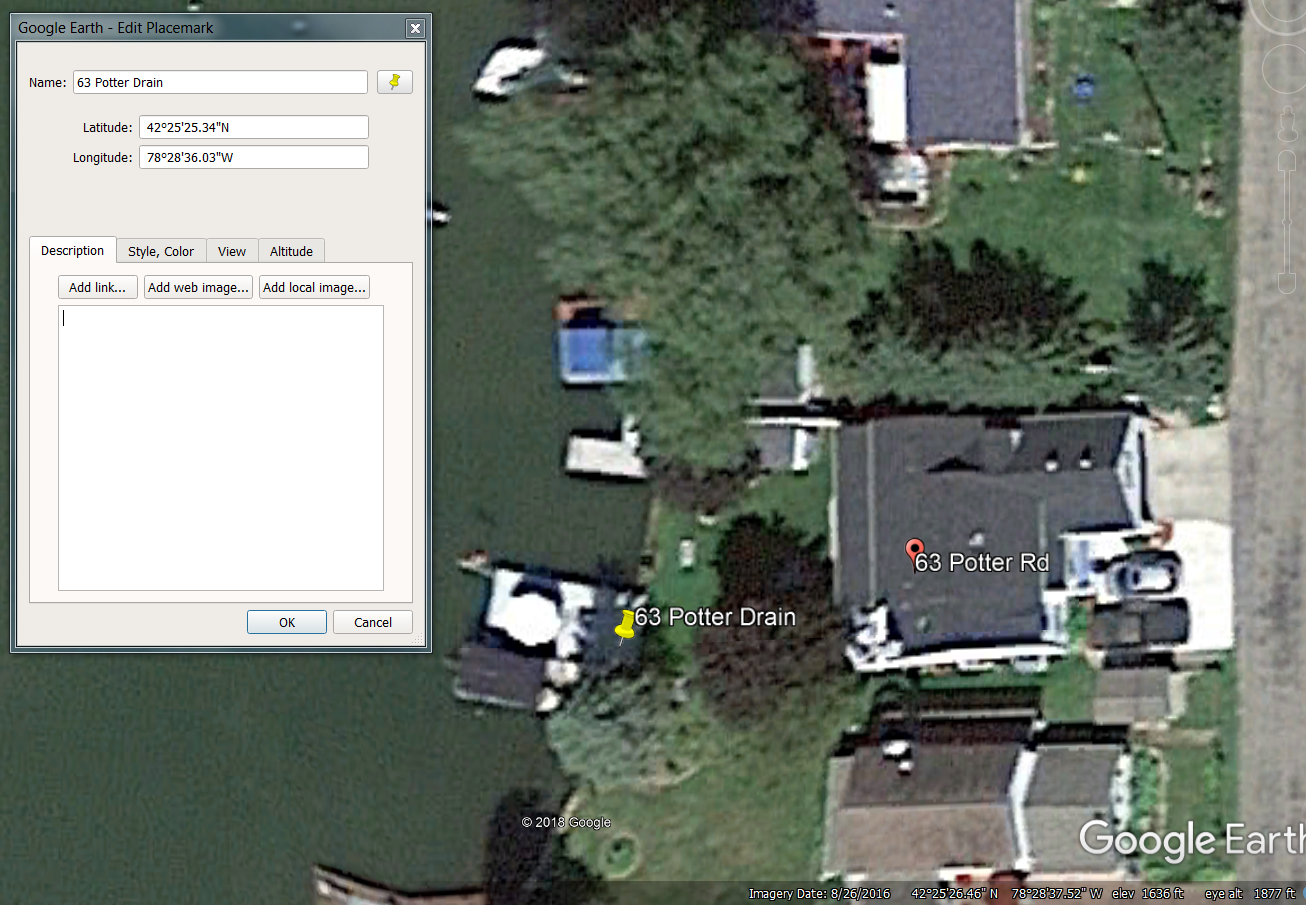 Google Earth - Edit Placemark
Name: 63 Potter Drain
Latitude: 42°25'25.34"N
Longitude: 78°28'36.03"W
Description Style, Color View Altitude
Add link... Add web image... Add local image...
OK Cancel
63 Potter Rd
63 Potter Drain
© 2018 Google
Google Earth
Imagery Date: 8/26/2016 42°25'26.46" N 78°28'37.52" W elev 1636 ft eye alt 1877 ft